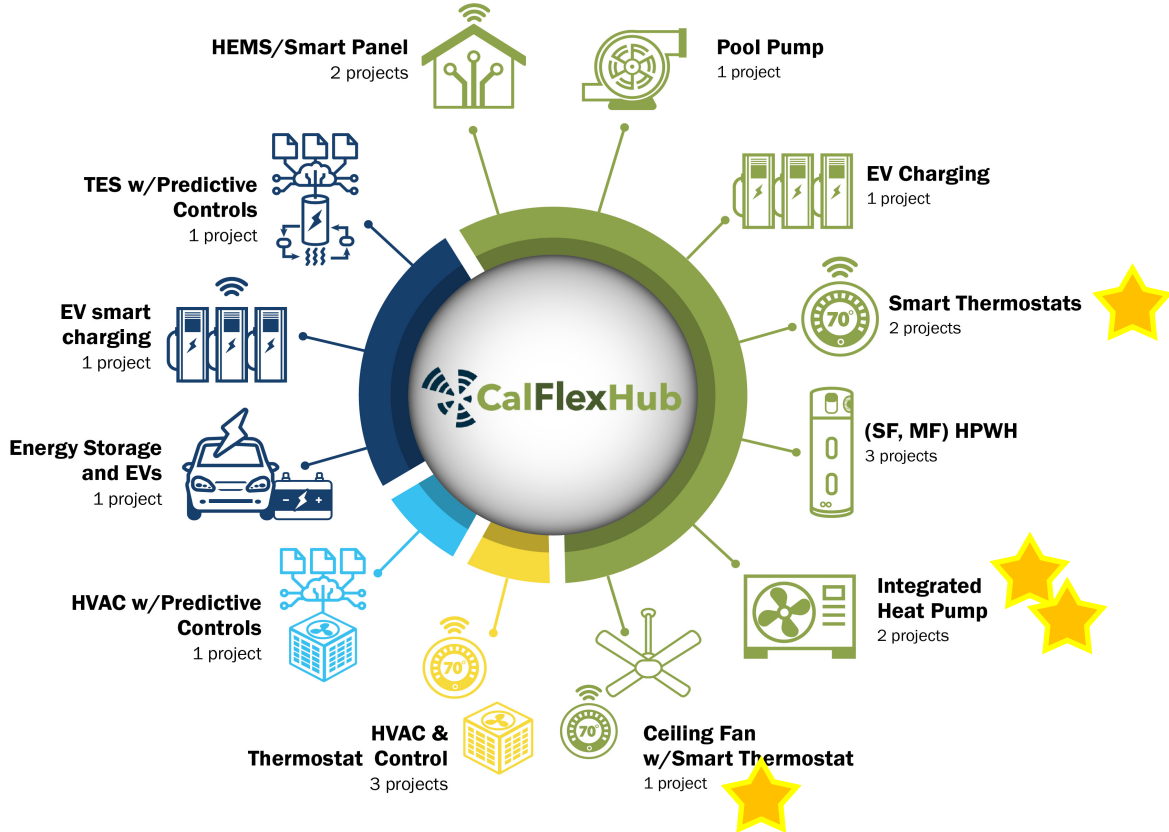 HEMS/Smart Panel
2 projects
Pool Pump
1 project
TES w/Predictive
Controls
1 project
EV Charging
1 project
EV smart
charging
1 project
Smart Thermostats
2 projects
70°
CalFlexHub
(SF, MF) HPWH
3 projects
Energy Storage
and EVs
1 project
Integrated
Heat Pump
2 projects
HVAC w/Predictive
Controls
1 project
70°
HVAC &
Thermostat Control
3 projects
70°
Ceiling Fan
w/Smart Thermostat
1 project